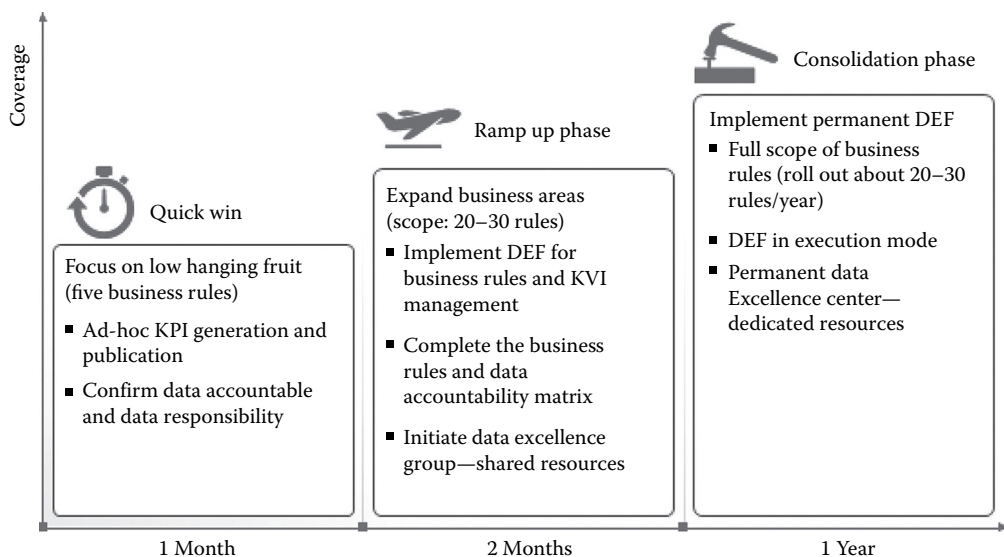 Coverage
Quick win
Focus on low hanging fruit
(five business rules)
■ Ad-hoc KPI generation and
publication
■ Confirm data accountable
and data responsibility
Ramp up phase
Expand business areas
(scope: 20–30 rules)
■ Implement DEF for
business rules and KVI
management
■ Complete the business
rules and data
accountability matrix
■ Initiate data excellence
group—shared resources
Consolidation phase
Implement permanent DEF
■ Full scope of business
rules (roll out about 20–30
rules/year)
■ DEF in execution mode
■ Permanent data
Excellence center—
dedicated resources
1 Month
2 Months
1 Year